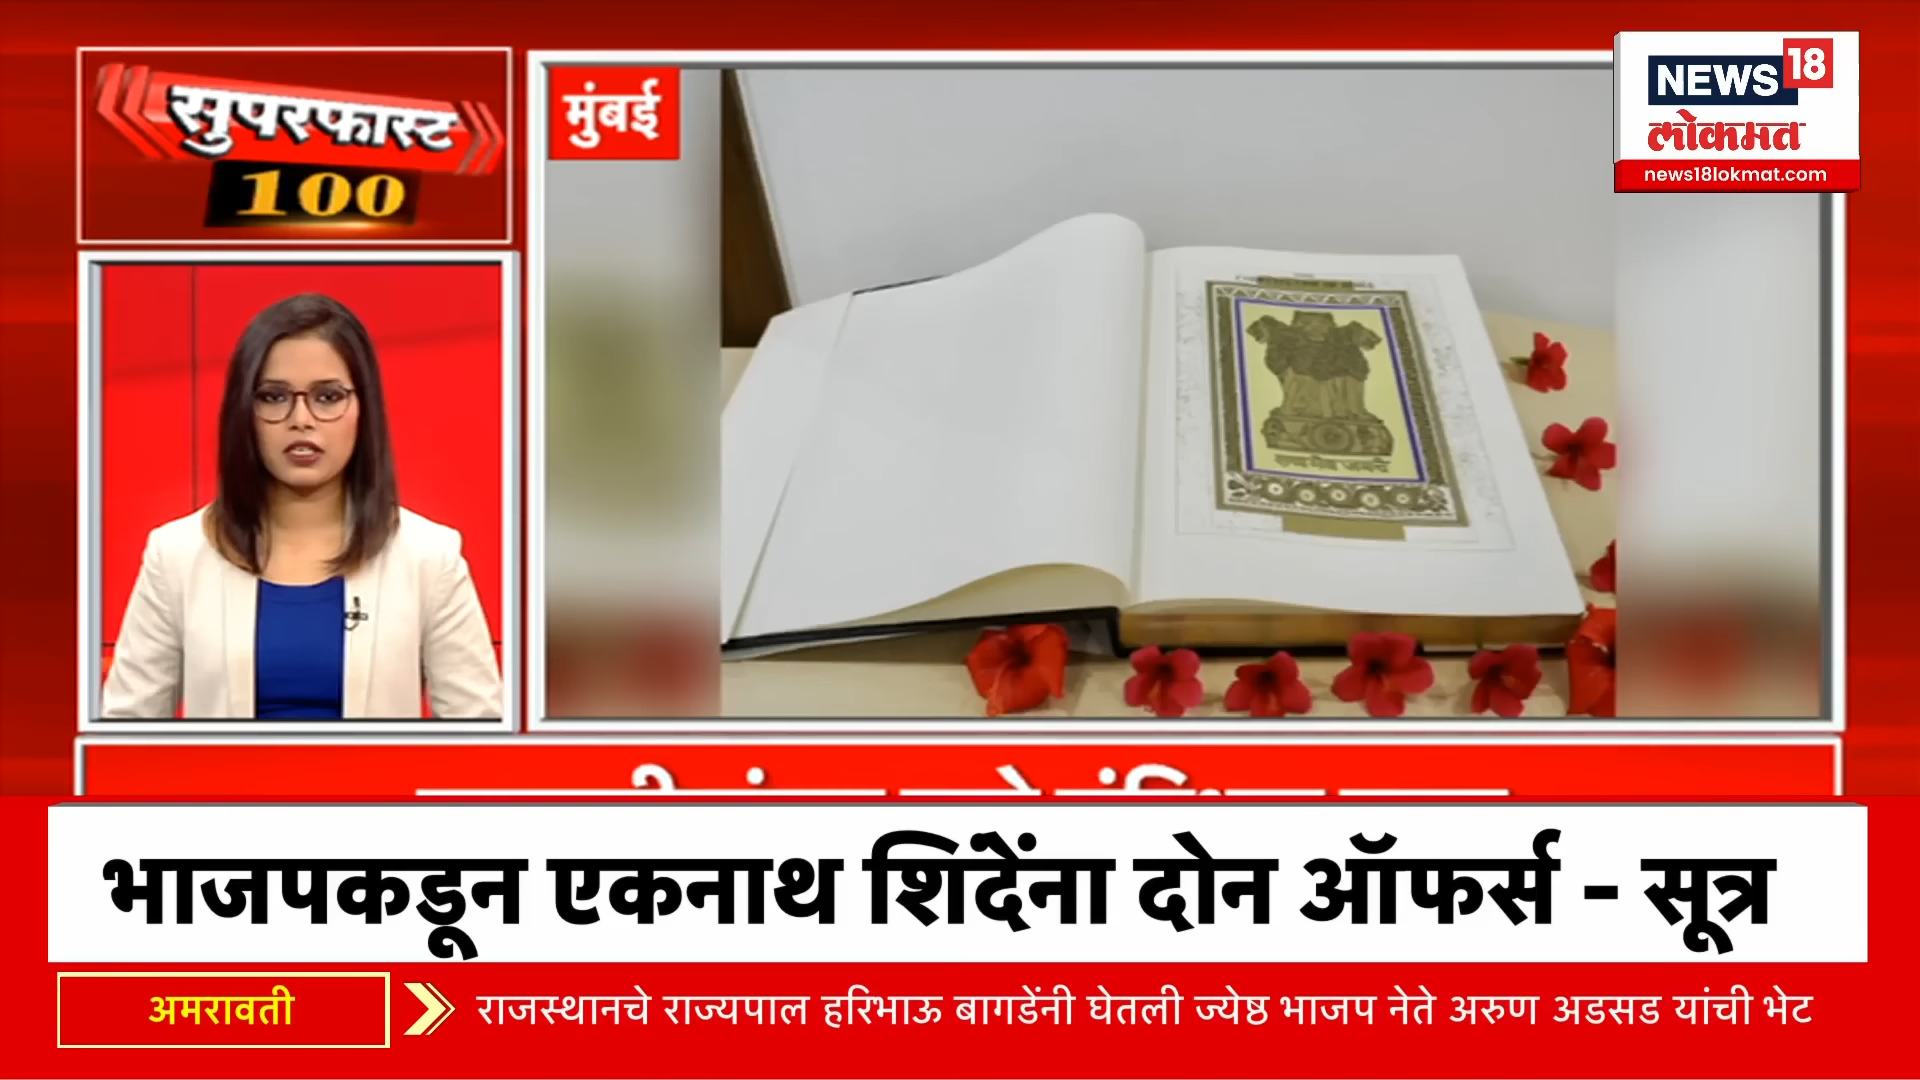 सुपरफास्ट
100
मुंबई
NEWS18
लोकमत
news18lokmat.com
भाजपकडून एकनाथ शिंदेंना दोन ऑफर्स - सूत्र
अमरावती
राजस्थानचे राज्यपाल हरिभाऊ बागडेंनी घेतली ज्येष्ठ भाजप नेते अरुण अडसड यांची भेट